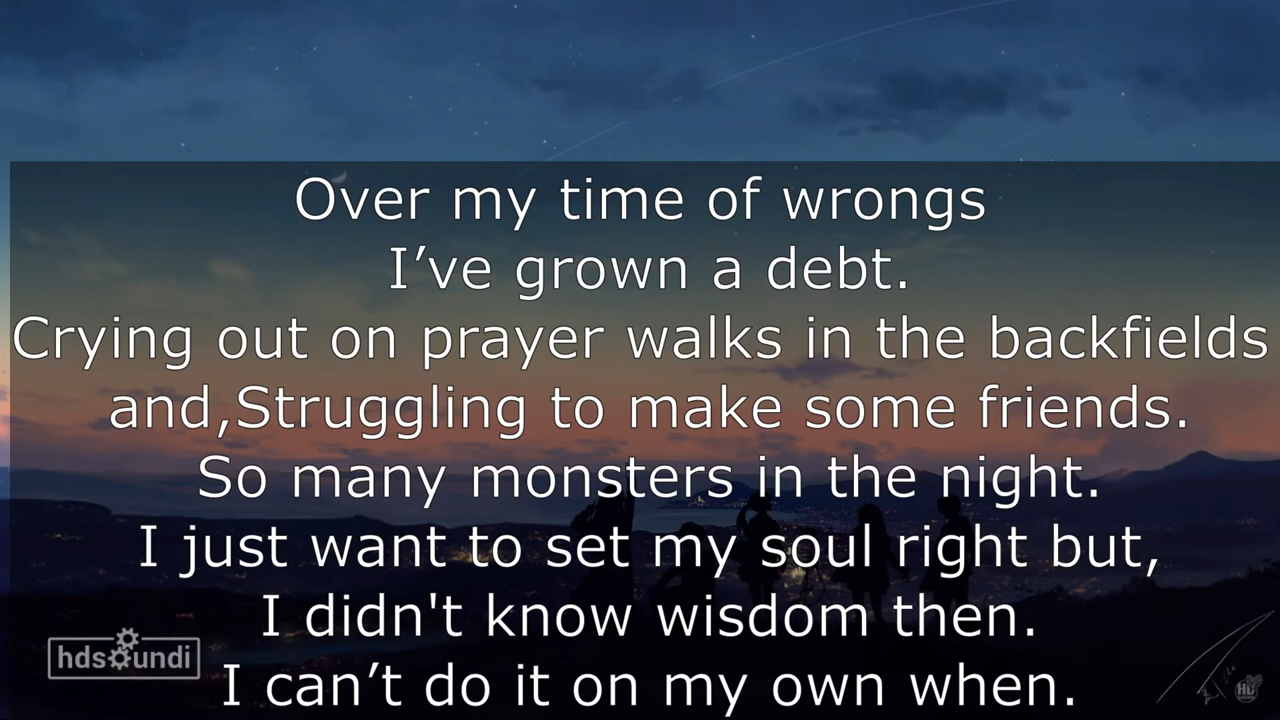 Over my time of wrongs
I’ve grown a debt.
Crying out on prayer walks in the backfields
and,Struggling to make some friends.
So many monsters in the night.
I just want to set my soul right but,
I didn't know wisdom then.
I can’t do it on my own when.
hdsoundi
HD